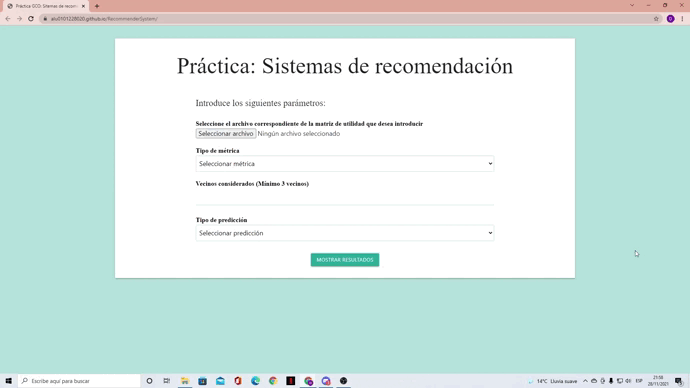 Práctica GCO: Sitemas de recom
alu0101228020.github.io/RecommenderSystem/
Práctica: Sistemas de recomendación
Introduce los siguientes parámetros:
Seleccione el archivo correspondiente de la matriz de utilidad que desea introducir
Seleccionar archivo Ningún archivo seleccionado
Tipo de métrica
Seleccionar métrica
Vecinos considerados (Mínimo 3 vecinos)
Tipo de predicción
Seleccionar predicción
MOSTRAR RESULTADOS
Escribe aquí para buscar
14°C Lluvia suave
ESP
21:58
28/11/2021